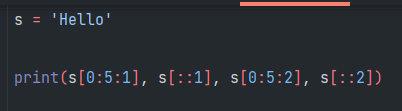 s = 'Hello'
print(s[0:5:1], s[::1], s[0:5:2], s[::2])